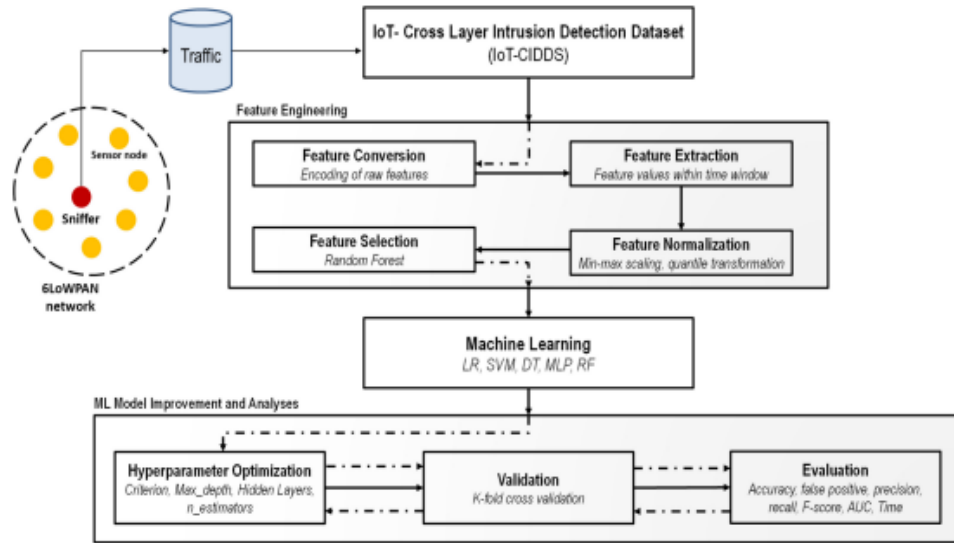 IoT- Cross Layer Intrusion Detection Dataset
(IoT-CIDDS)
Traffic
Sensor node
Sniffer
6LoWPAN
network
Feature Engineering
Feature Conversion
Encoding of raw features
Feature Extraction
Feature values within time window
Feature Selection
Random Forest
Feature Normalization
Min-max scaling, quantile transformation
Machine Learning
LR, SVM, DT, MLP, RF
ML Model Improvement and Analyses
Hyperparameter Optimization
Criterion, Max_depth, Hidden Layers,
n_estimators
Validation
K-fold cross validation
Evaluation
Accuracy, false positive, precision,
recall, F-score, AUC, Time